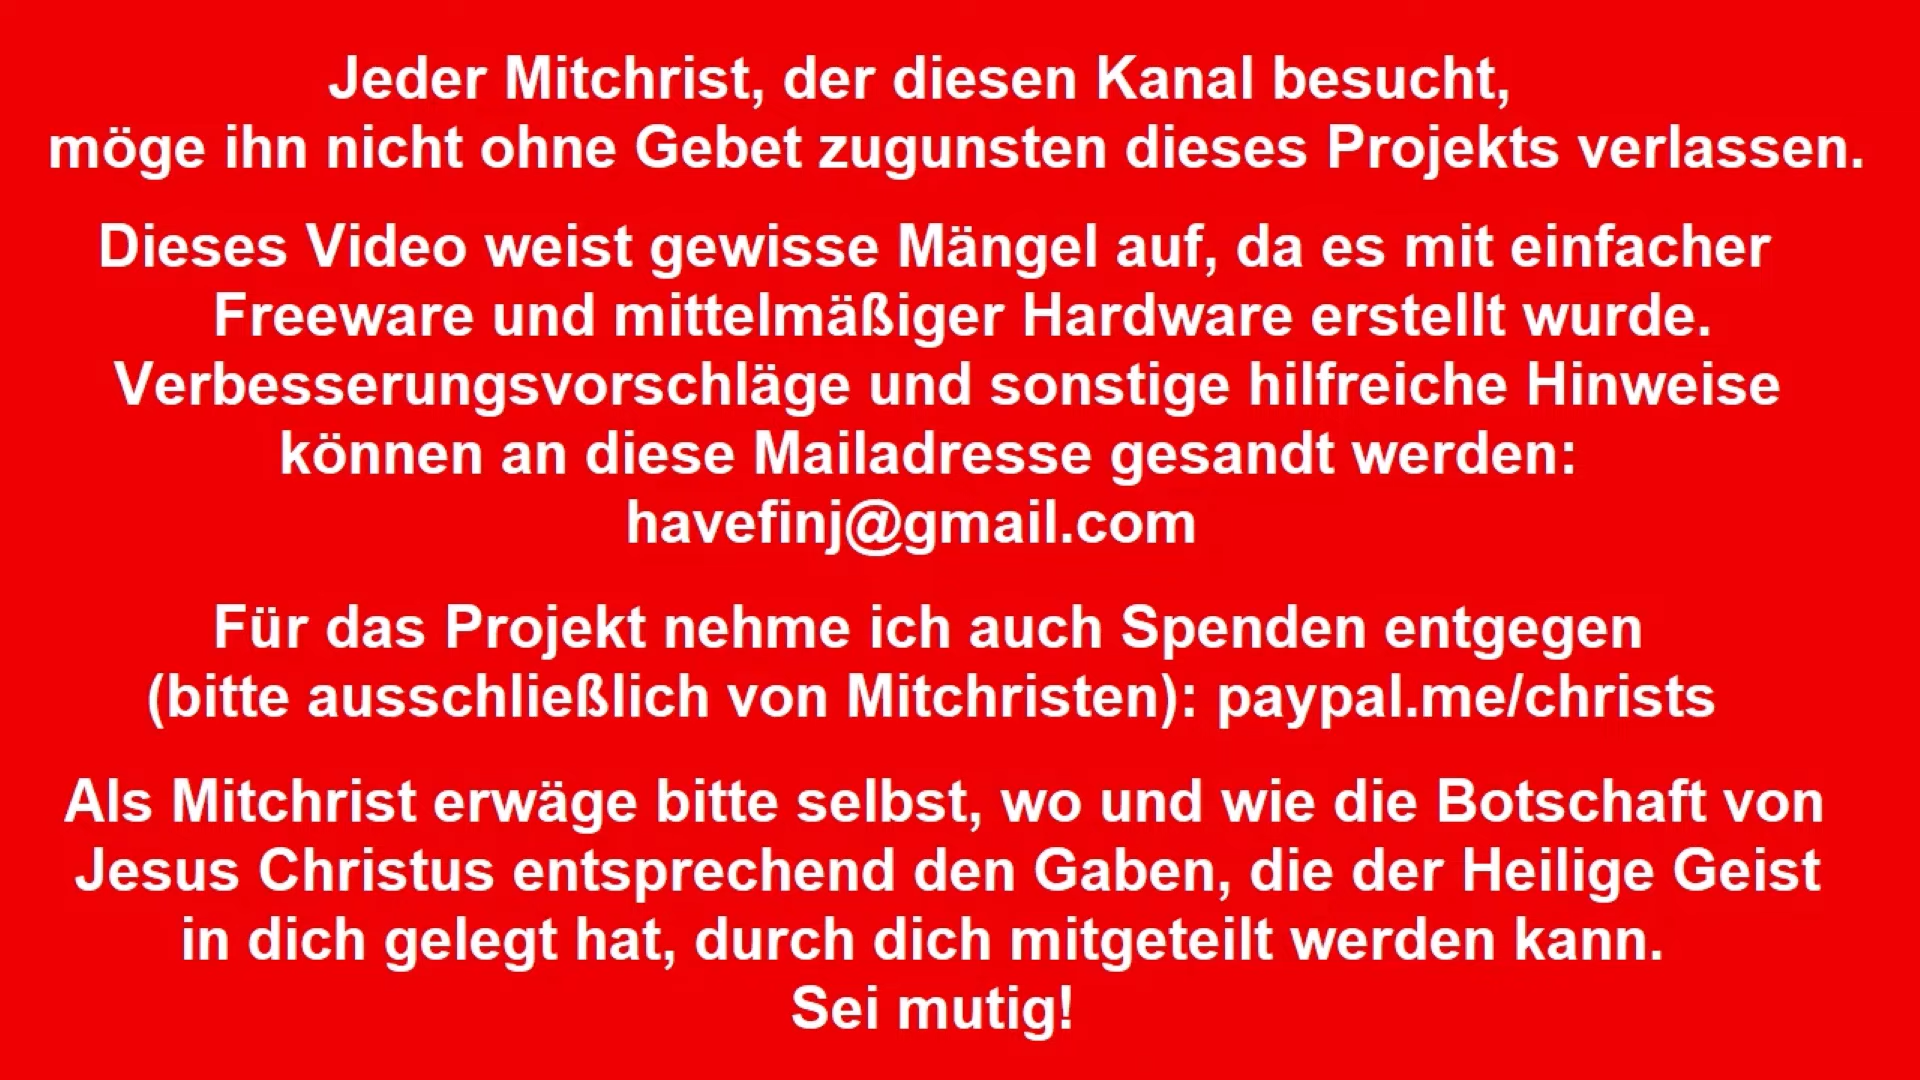 Jeder Mitchrist, der diesen Kanal besucht,
möge ihn nicht ohne Gebet zugunsten dieses Projekts verlassen.
Dieses Video weist gewisse Mängel auf, da es mit einfacher
Freeware und mittelmäßiger Hardware erstellt wurde.
Verbesserungsvorschläge und sonstige hilfreiche Hinweise
können an diese Mailadresse gesandt werden:
havefinj@gmail.com
Für das Projekt nehme ich auch Spenden entgegen
(bitte ausschließlich von Mitchristen): paypal.me/christs
Als Mitchrist erwäge bitte selbst, wo und wie die Botschaft von
Jesus Christus entsprechend den Gaben, die der Heilige Geist
in dich gelegt hat, durch dich mitgeteilt werden kann.
Sei mutig!